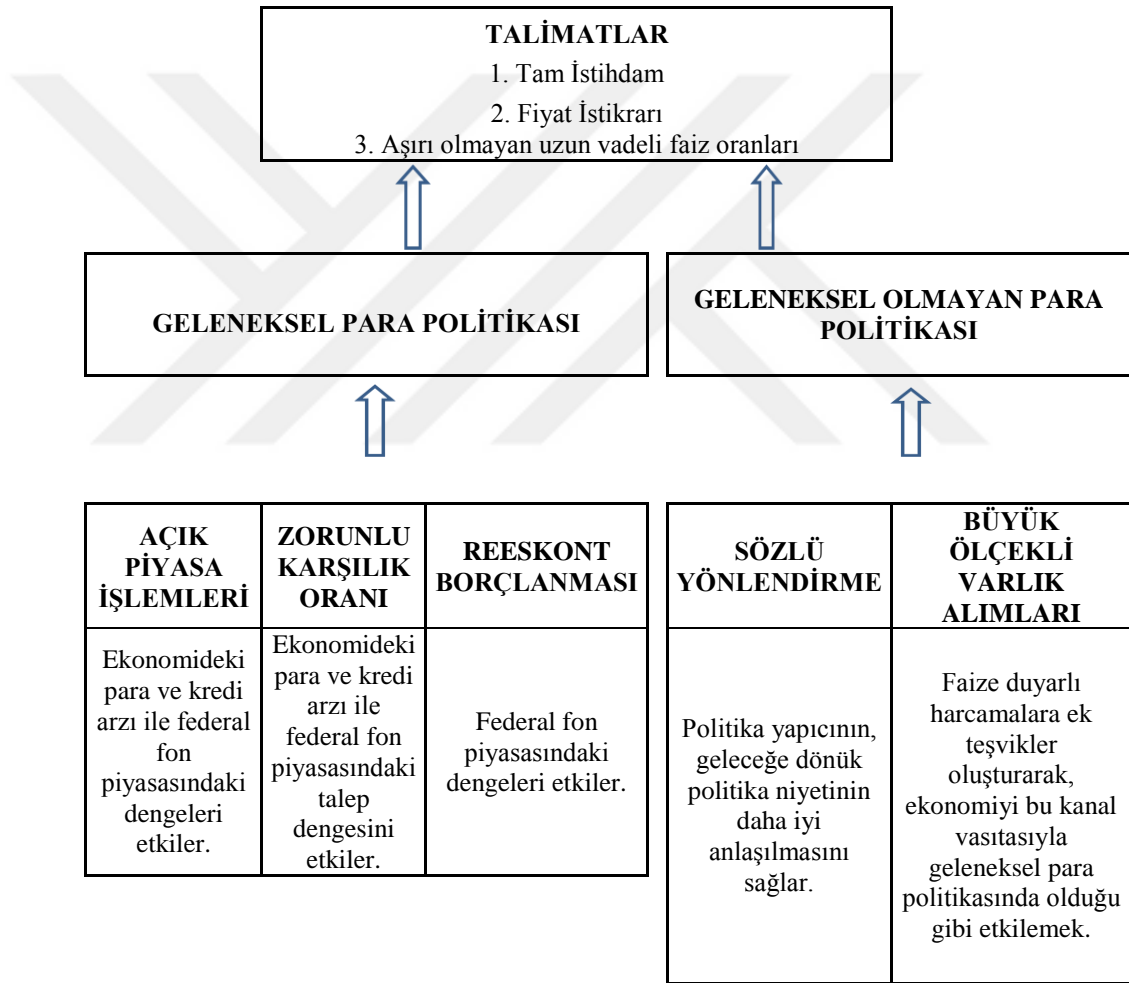 TALİMATLAR
1. Tam İstihdam
2. Fiyat İstikrarı
3. Aşırı olmayan uzun vadeli faiz oranları
GELENEKSEL PARA POLİTİKASI
GELENEKSEL OLMAYAN PARA
POLİTİKASI
AÇIK
PİYASA
İŞLEMLERİ
ZORUNLU
KARŞILIK
ORANI
REESKONT
BORÇLANMASI
SÖZLÜ
YÖNLENDİRME
BÜYÜK
ÖLÇEKLİ
VARLIK
ALIMLARI
Ekonomideki
para ve kredi
arzı ile federal
fon
piyasasındaki
dengeleri
etkiler.
Ekonomideki
para ve kredi
arzı ile
federal fon
piyasasındaki
talep
dengesini
etkiler.
Federal fon
piyasasındaki
dengeleri etkiler.
Politika yapıcının,
geleceğe dönük
politika niyetinin
daha iyi
anlaşılmasını
sağlar.
Faize duyarlı
harcamalara ek
teşvikler
oluşturarak,
ekonomiyi bu kanal
vasıtasıyla
geleneksel para
politikasında olduğu
gibi etkilemek.